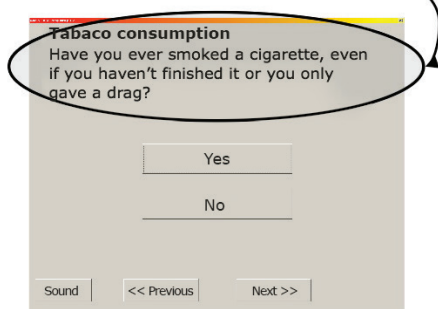 Tabaco consumption
Have you ever smoked a cigarette, even
if you haven't finished it or you only
gave a drag?
Yes
No
Sound
<< Previous
Next >>